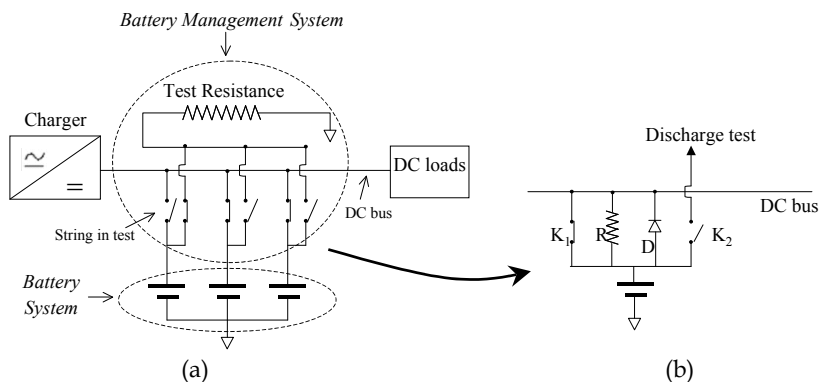 Battery Management System
Test Resistance
Charger
DC loads
DC bus
String in test
Battery
System
(a)
Discharge test
DC bus
K1
R
D
K2
(b)